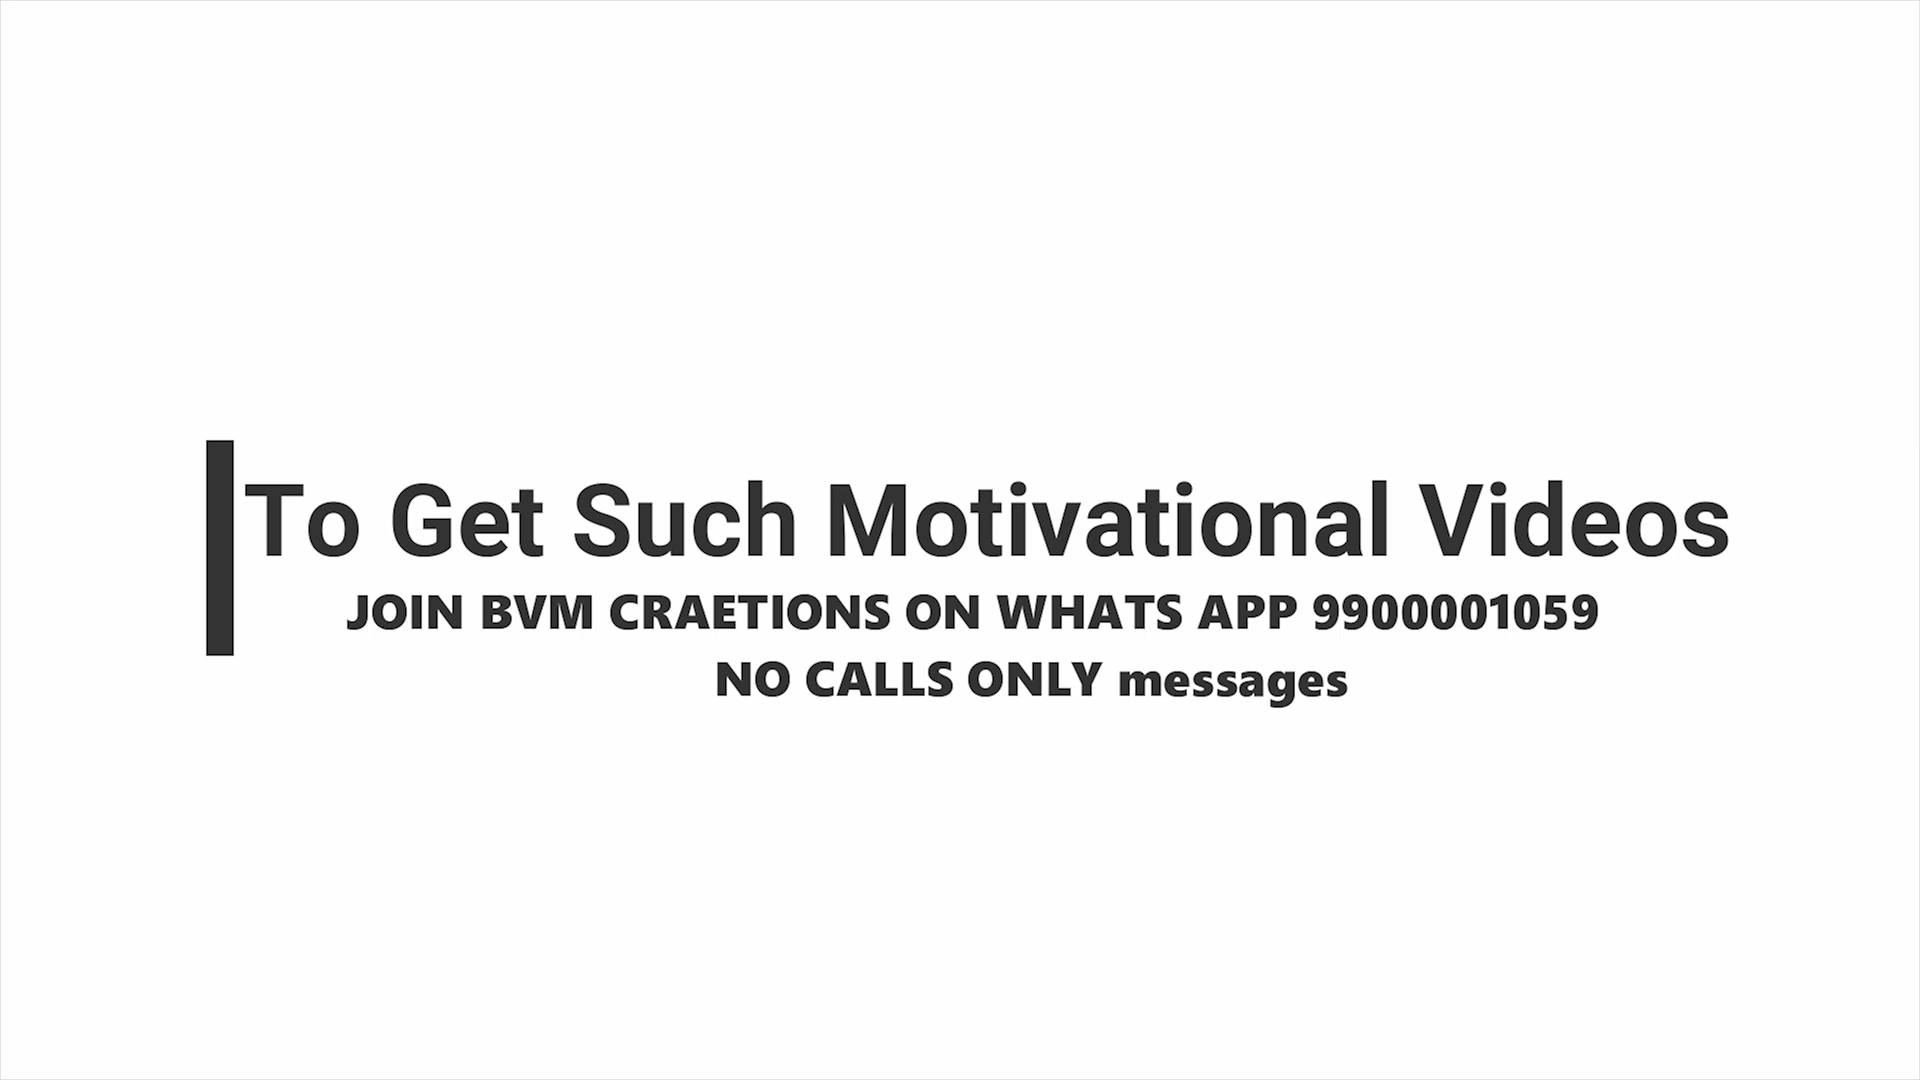 To Get Such Motivational Videos
JOIN BVM CRAETIONS ON WHATS APP 9900001059
NO CALLS ONLY messages